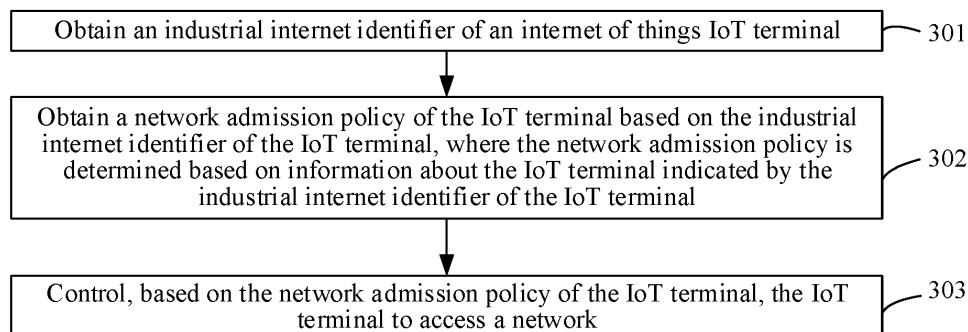 Obtain an industrial internet identifier of an internet of things IoT terminal
301
Obtain a network admission policy of the IoT terminal based on the industrial
internet identifier of the IoT terminal, where the network admission policy is
determined based on information about the IoT terminal indicated by the
industrial internet identifier of the IoT terminal
302
Control, based on the network admission policy of the IoT terminal, the IoT
terminal to access a network
303